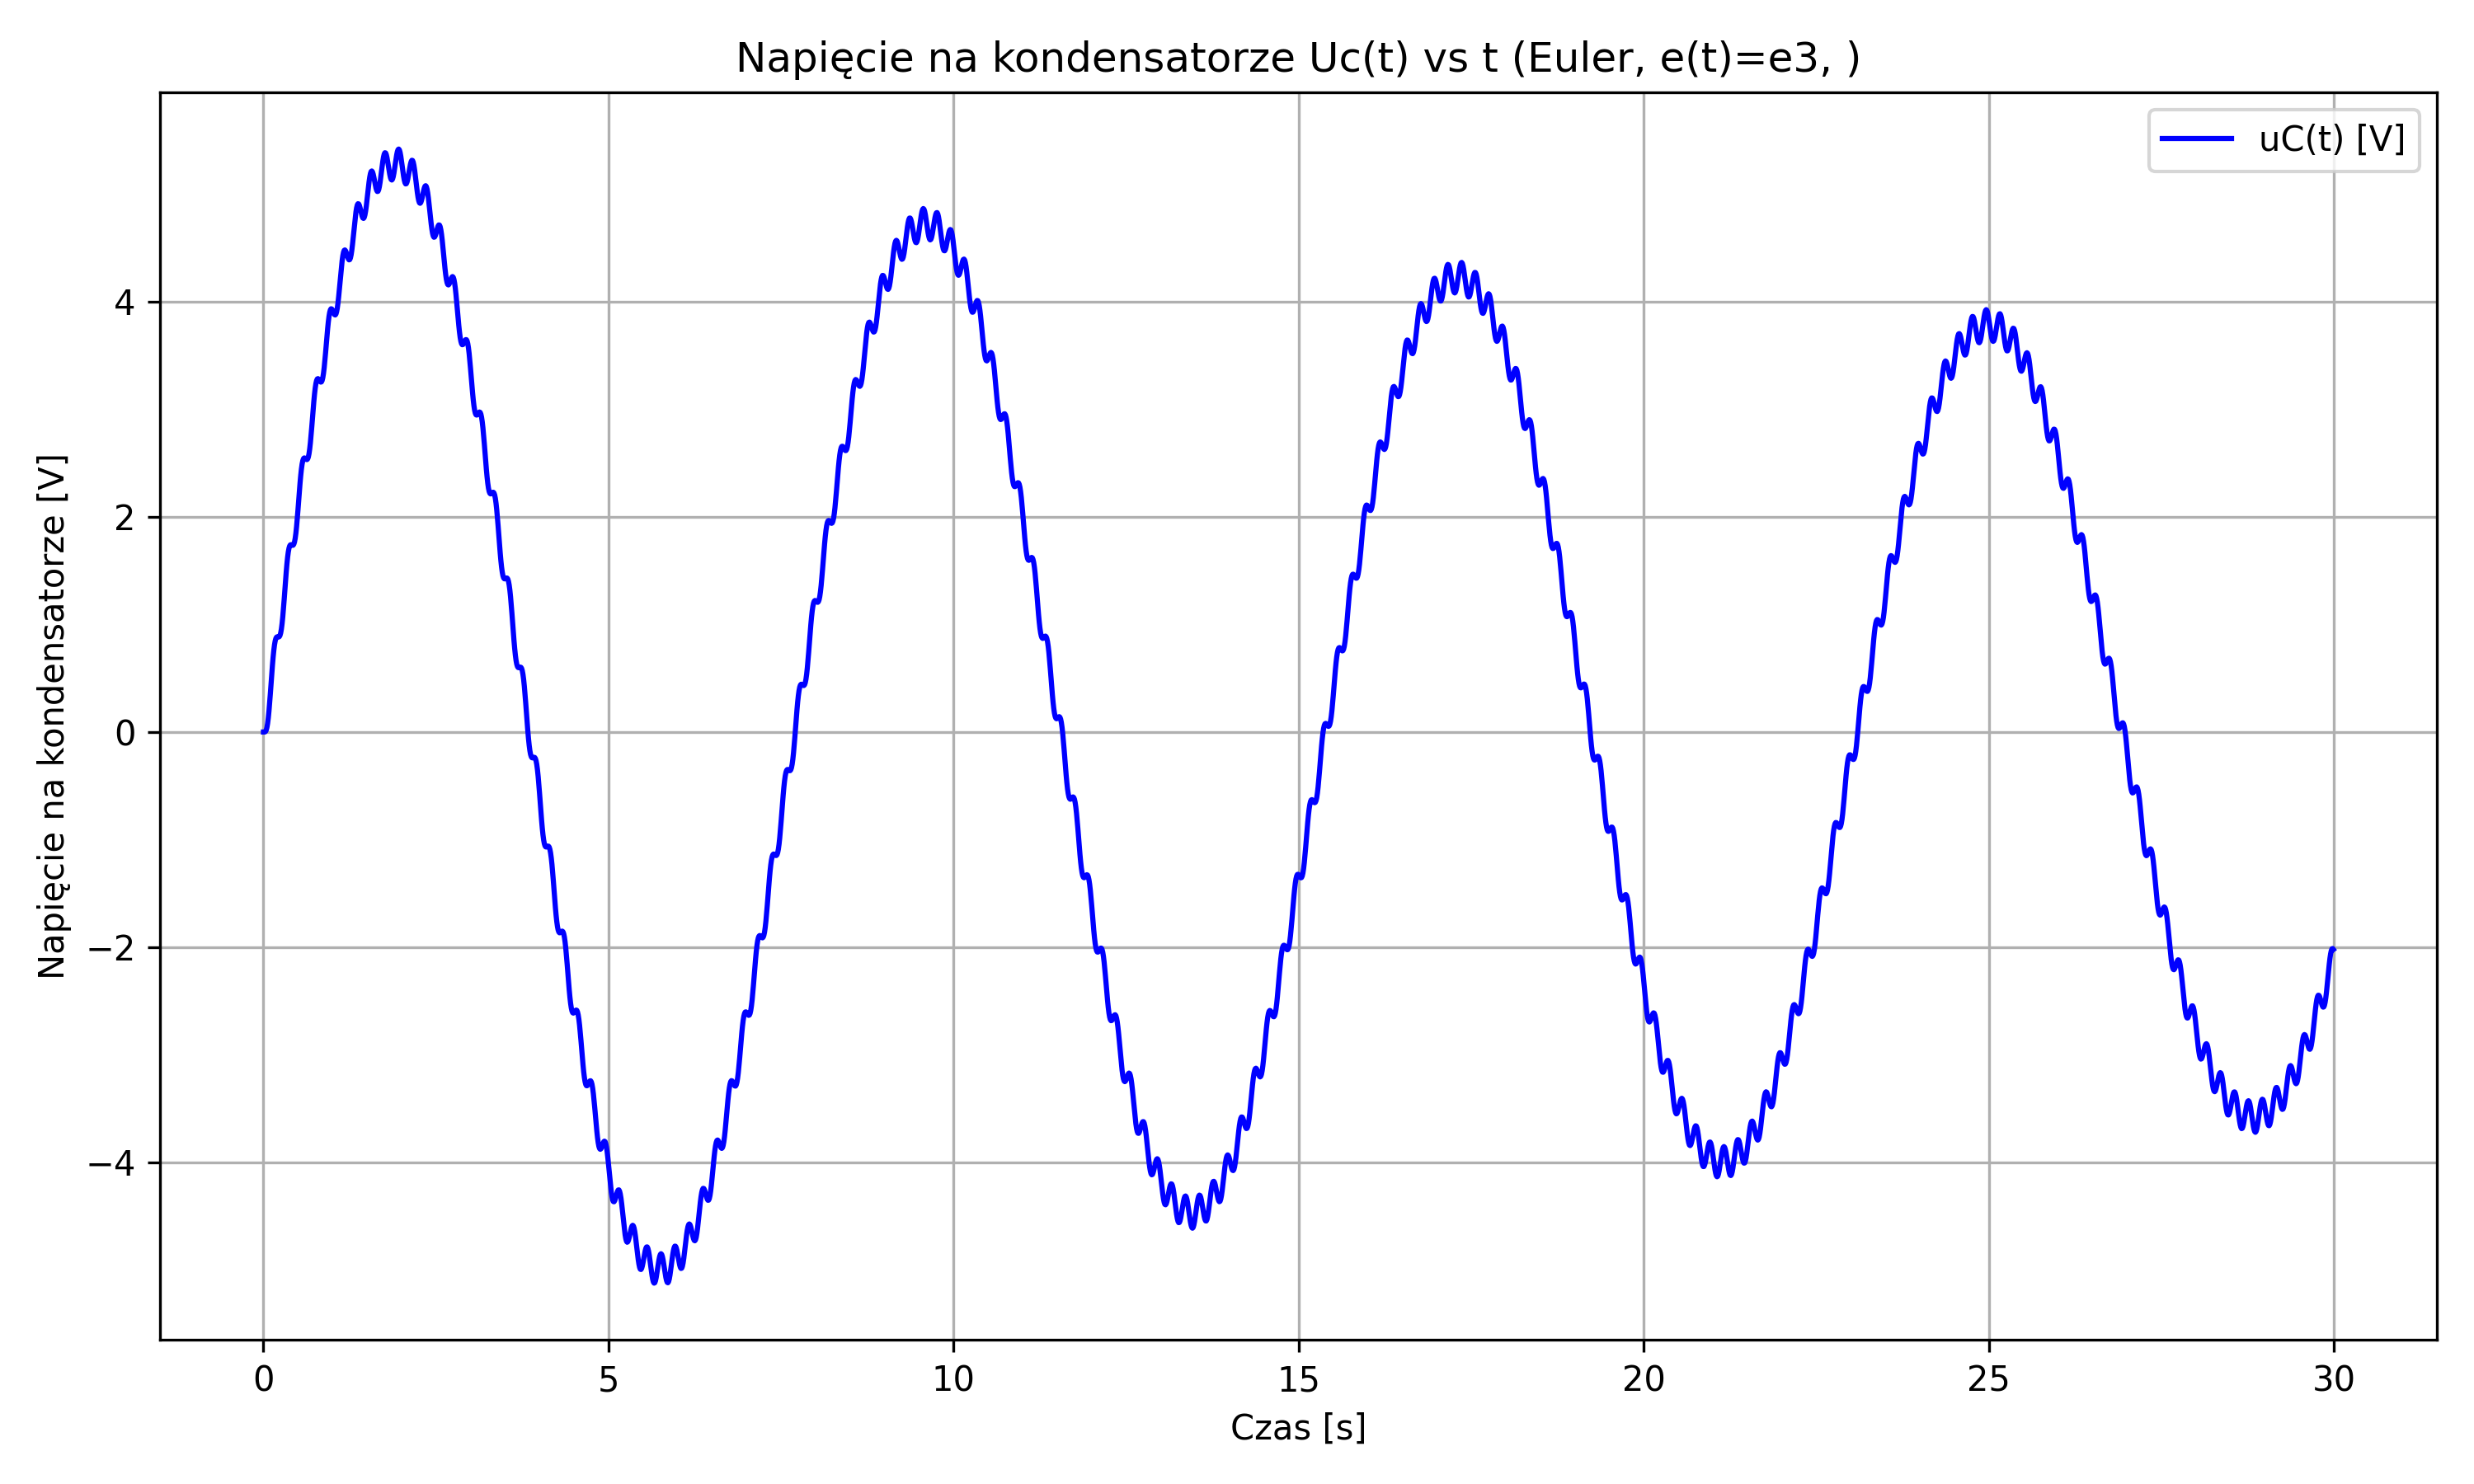 Napięcie na kondensatorze Uc(t) vs t (Euler, e(t)=e3, )
uC(t) [V]
Napięcie na kondensatorze [V]
4
2
0
−2
−4
0 5 10 15 20 25 30
Czas [s]